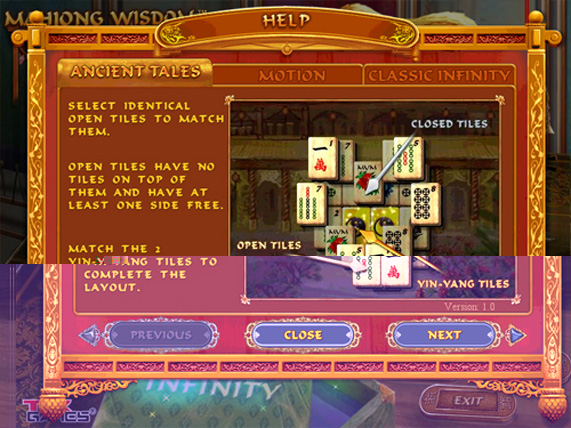 MAHJONG WISDOM™
HELP
ANCIENT TALES
MOTION
CLASSIC INFINITY
SELECT IDENTICAL
OPEN TILES TO MATCH
THEM.
OPEN TILES HAVE NO
TILES ON TOP OF
THEM AND HAVE AT
LEAST ONE SIDE FREE.
MATCH THE 2
YIN-YANG TILES TO
COMPLETE THE
LAYOUT.
CLOSED TILES
OPEN TILES
YIN-YANG TILES
Version 1.0
PREVIOUS
CLOSE
NEXT
INFINITY
GAMES®
EXIT